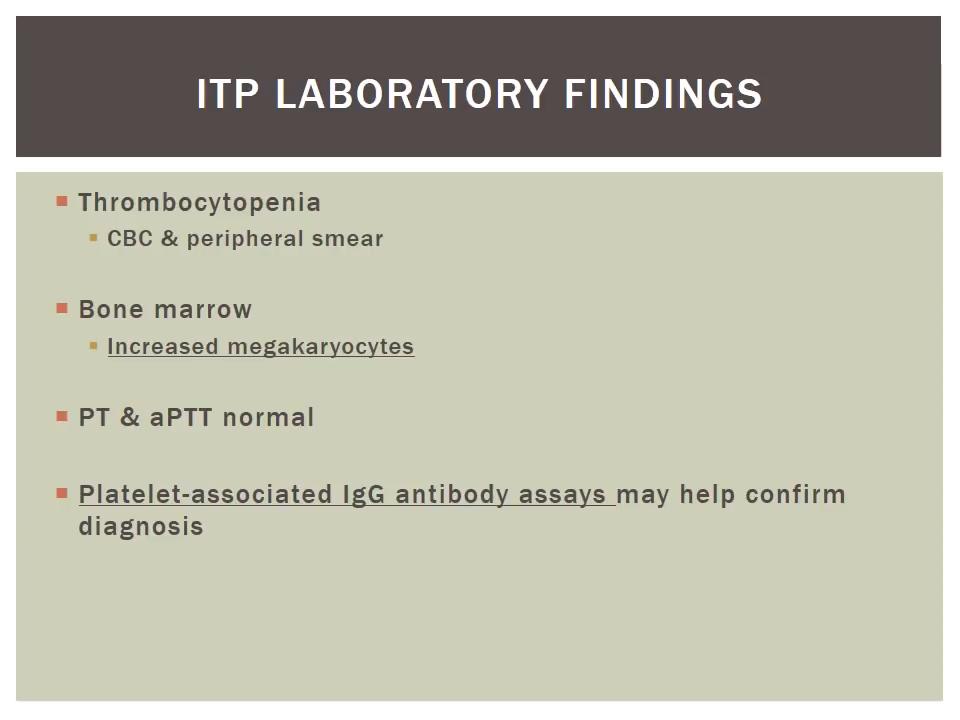 ITP LABORATORY FINDINGS
Thrombocytopenia
CBC & peripheral smear
Bone marrow
Increased megakaryocytes
PT & aPTT normal
Platelet-associated IgG antibody assays may help confirm
diagnosis